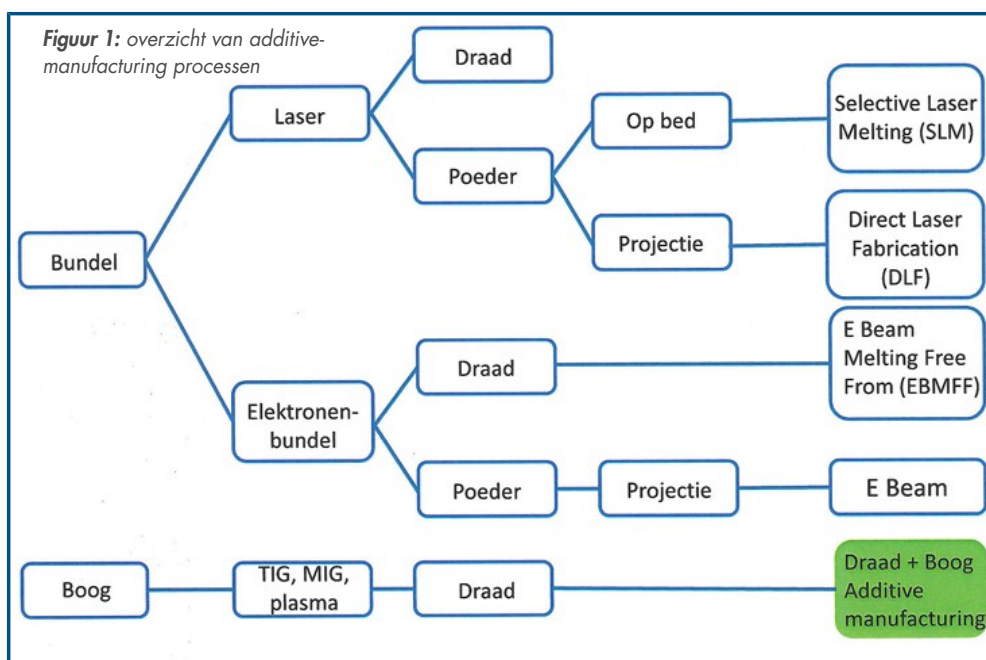 Figuur 1: overzicht van additive-
manufacturing processen
Draad
Laser
Op bed
Selective Laser
Melting (SLM)
Poeder
Projectie
Direct Laser
Fabrication
(DLF)
Bundel
Draad
E Beam
Melting Free
From (EBMFF)
Elektronen-
bundel
Poeder
Projectie
E Beam
Boog
TIG, MIG,
plasma
Draad
Draad + Boog
Additive
manufacturing